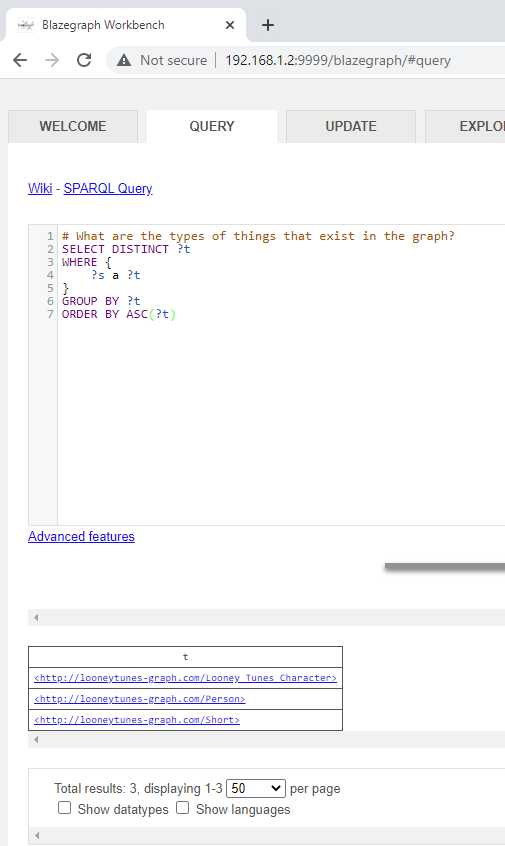 Blazegraph Workbench
Not secure 192.168.1.2:9999/blazegraph/#query
WELCOME QUERY UPDATE EXPLO
Wiki - SPARQL Query
1 # What are the types of things that exist in the graph?
2 SELECT DISTINCT ?t
3 WHERE {
4 ?s a ?t
5 }
6 GROUP BY ?t
7 ORDER BY ASC(?t)
Advanced features
t
<http://looneytunes-graph.com/Looney_Tunes_Character>
<http://looneytunes-graph.com/Person>
<http://looneytunes-graph.com/Short>
Total results: 3, displaying 1-3 50 per page
Show datatypes Show languages